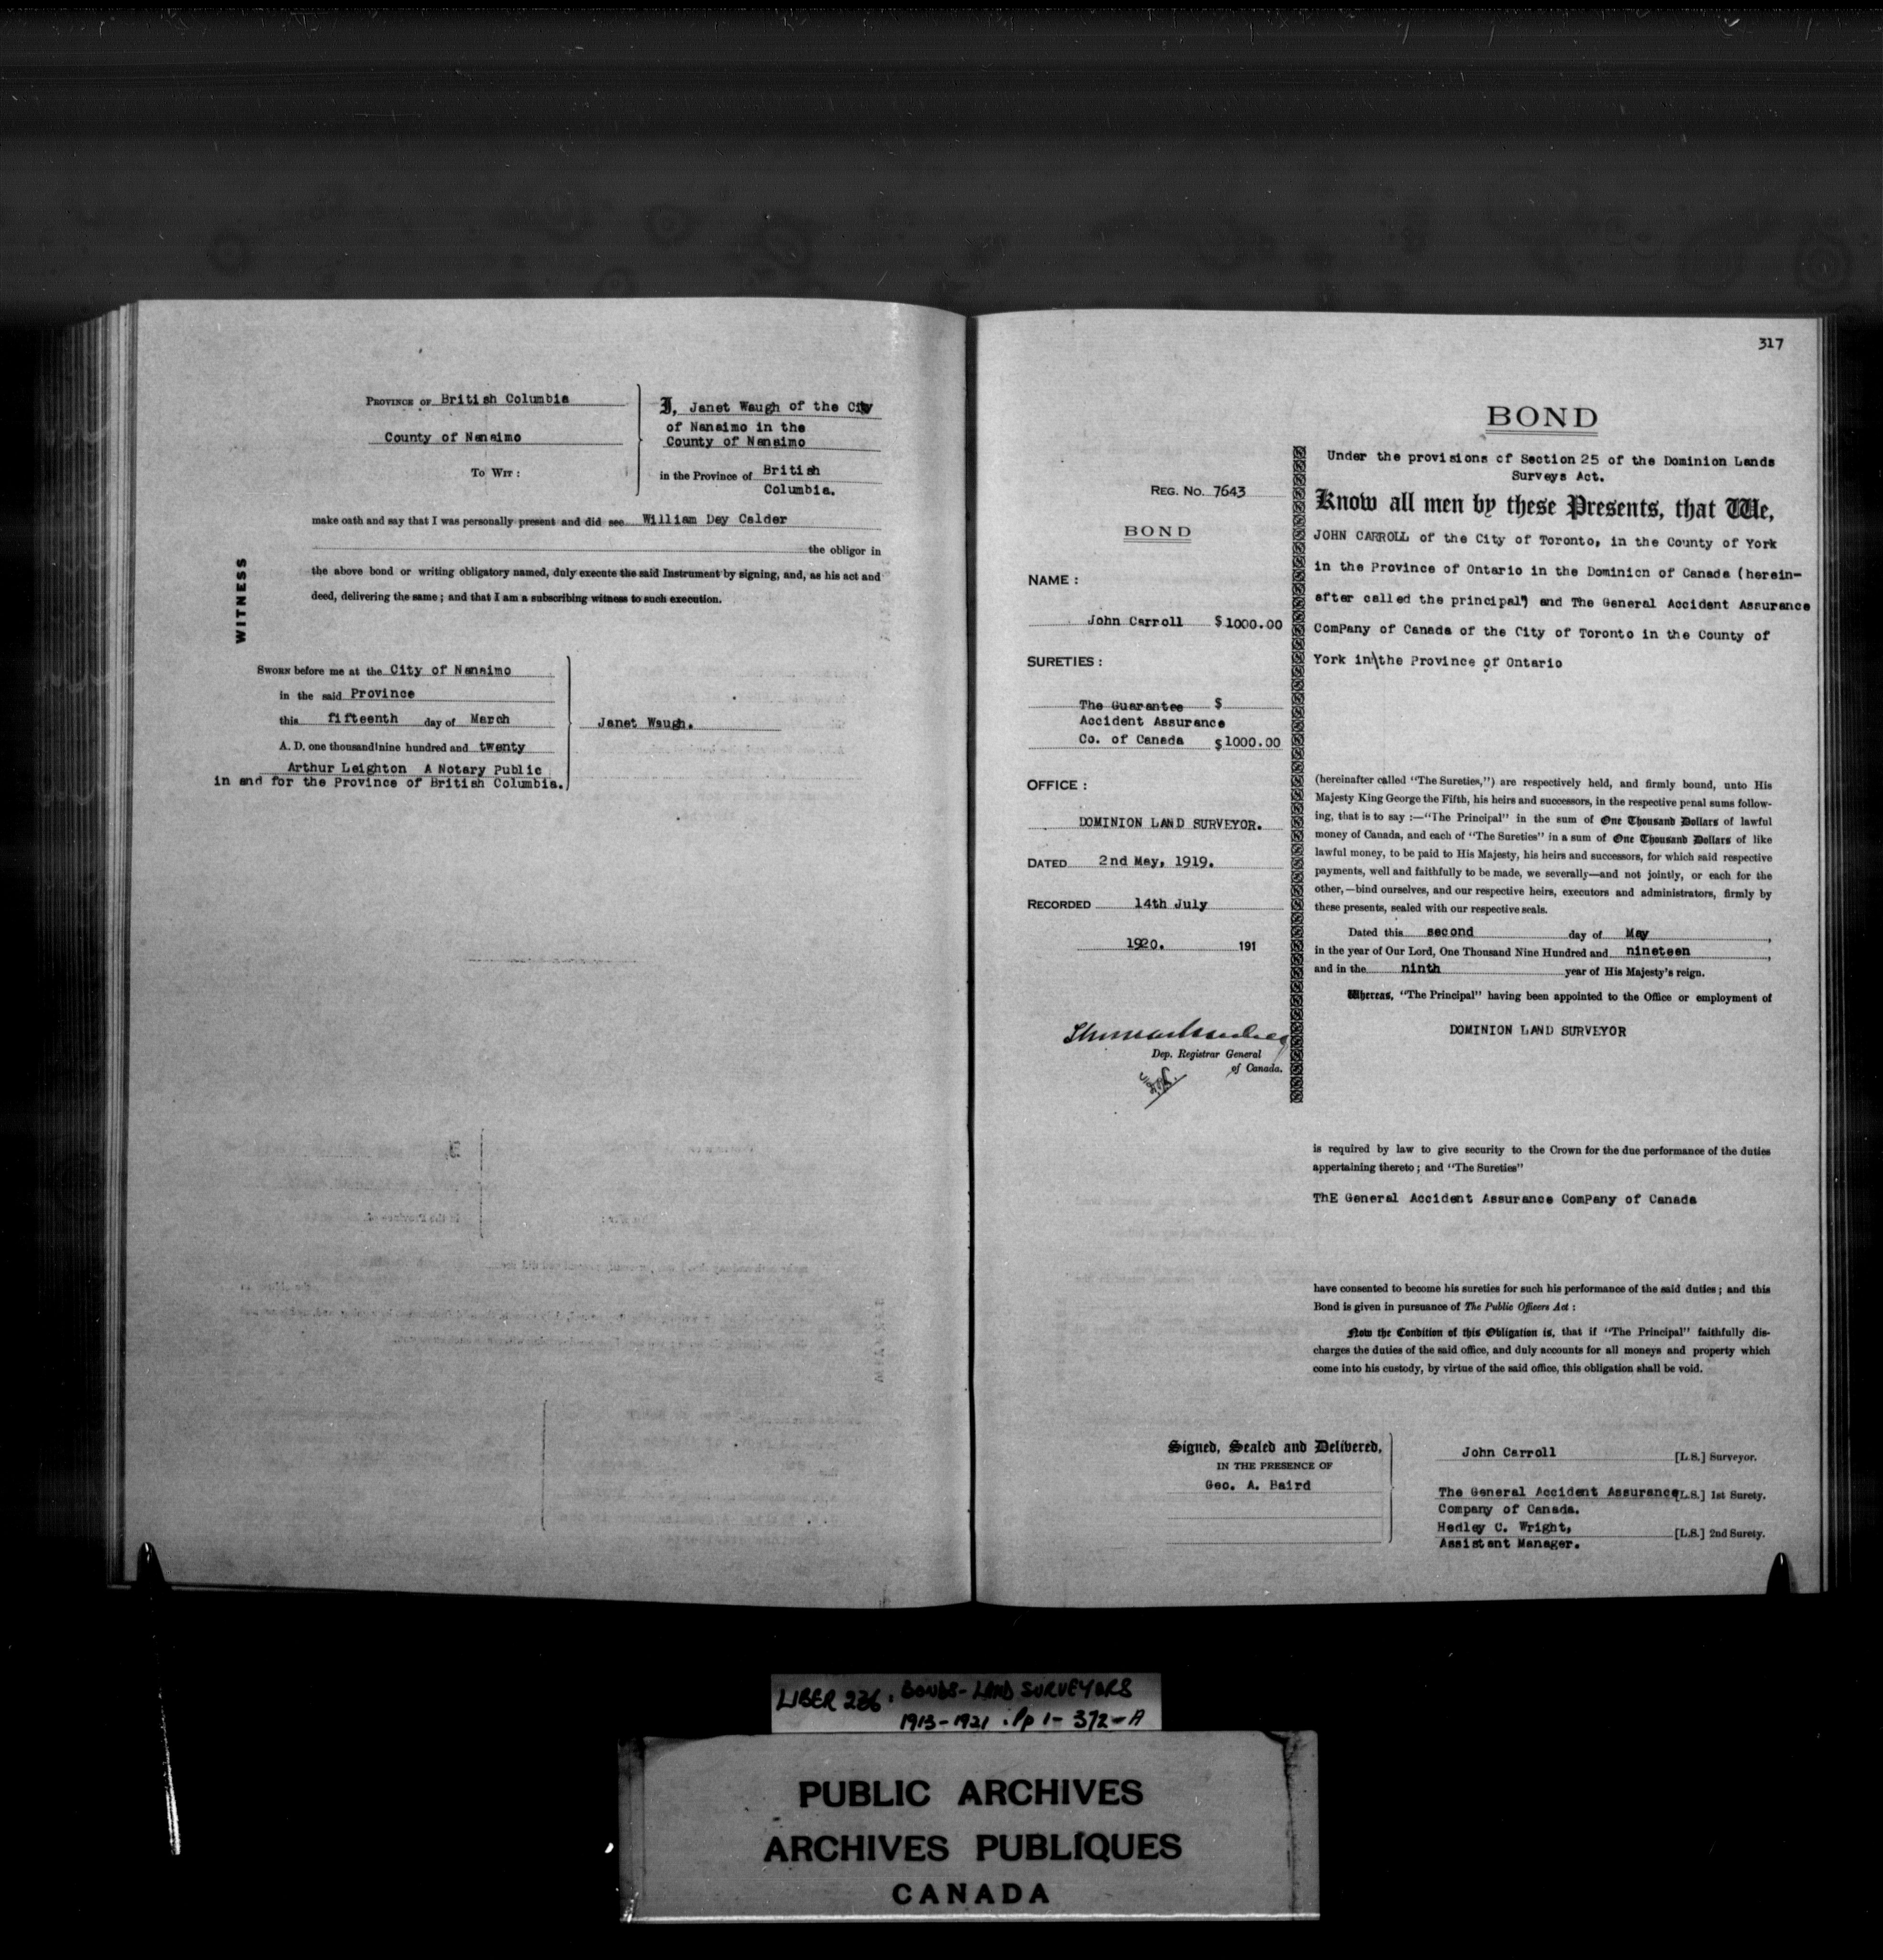 PROVINCE OF British Columbia
County of Nanaimo
TO WIT :
I, Janet Waugh of the City
of Nanaimo in the
County of Nanaimo
in the Province of British
Columbia.
make oath and say that I was personally present and did see William Dey Calder
the obligor in
the above bond or writing obligatory named, duly execute the said Instrument by signing, and, as his act and
deed, delivering the same ; and that I am a subscribing witness to such execution.
WITNESS
SWORN before me at the City of Nanaimo
in the said Province
this fifteenth day of March
A. D. one thousand nine hundred and twenty
Arthur Leighton A Notary Public
in and for the Province of British Columbia.
Janet Waugh.
317
REG. NO. 7643
BOND
NAME :
John Carroll $1000.00
SURETIES :
The Guarantee $
Accident Assurance
Co. of Canada $1000.00
OFFICE :
DOMINION LAND SURVEYOR.
DATED 2nd May, 1919.
RECORDED 14th July
1920. 191
Dep. Registrar General
of Canada.
BOND
Under the provisions of Section 25 of the Dominion Lands
Surveys Act.
Know all men by these Presents, that We,
JOHN CARROLL of the City of Toronto, in the County of York
in the Province of Ontario in the Dominion of Canada (herein-
after called the principal") and The General Accident Assurance
ComPany of Canada of the City of Toronto in the County of
York in\the Province of Ontario
(hereinafter called "The Sureties,") are respectively held, and firmly bound, unto His
Majesty King George the Fifth, his heirs and successors, in the respective penal sums follow-
ing, that is to say :—"The Principal" in the sum of One Thousand Dollars of lawful
money of Canada, and each of "The Sureties" in a sum of One Thousand Dollars of like
lawful money, to be paid to His Majesty, his heirs and successors, for which said respective
payments, well and faithfully to be made, we severally—and not jointly, or each for the
other,—bind ourselves, and our respective heirs, executors and administrators, firmly by
these presents, sealed with our respective seals.
Dated this second day of May,
in the year of Our Lord, One Thousand Nine Hundred and nineteen,
and in the ninth year of His Majesty's reign.
Whereas, "The Principal" having been appointed to the Office or employment of
DOMINION LAND SURVEYOR
is required by law to give security to the Crown for the due performance of the duties
appertaining thereto ; and "The Sureties"
ThE General Accident Assurance ComPany of Canada
have consented to become his sureties for such his performance of the said duties ; and this
Bond is given in pursuance of The Public Officers Act :
Now the Condition of this Obligation is, that if "The Principal" faithfully dis-
charges the duties of the said office, and duly accounts for all moneys and property which
come into his custody, by virtue of the said office, this obligation shall be void.
Signed, Sealed and Delivered,
IN THE PRESENCE OF
Geo. A. Baird
John Carroll [L.S.] Surveyor.
The General Accident Assurance [L.S.] 1st Surety.
Company of Canada.
Hedley C. Wright, [L.S.] 2nd Surety.
Assistant Manager.
LIBER 236. BONDS- LAND SURVEYORS
1913-1921. Pp 1- 372-A
PUBLIC ARCHIVES
ARCHIVES PUBLIQUES
CANADA